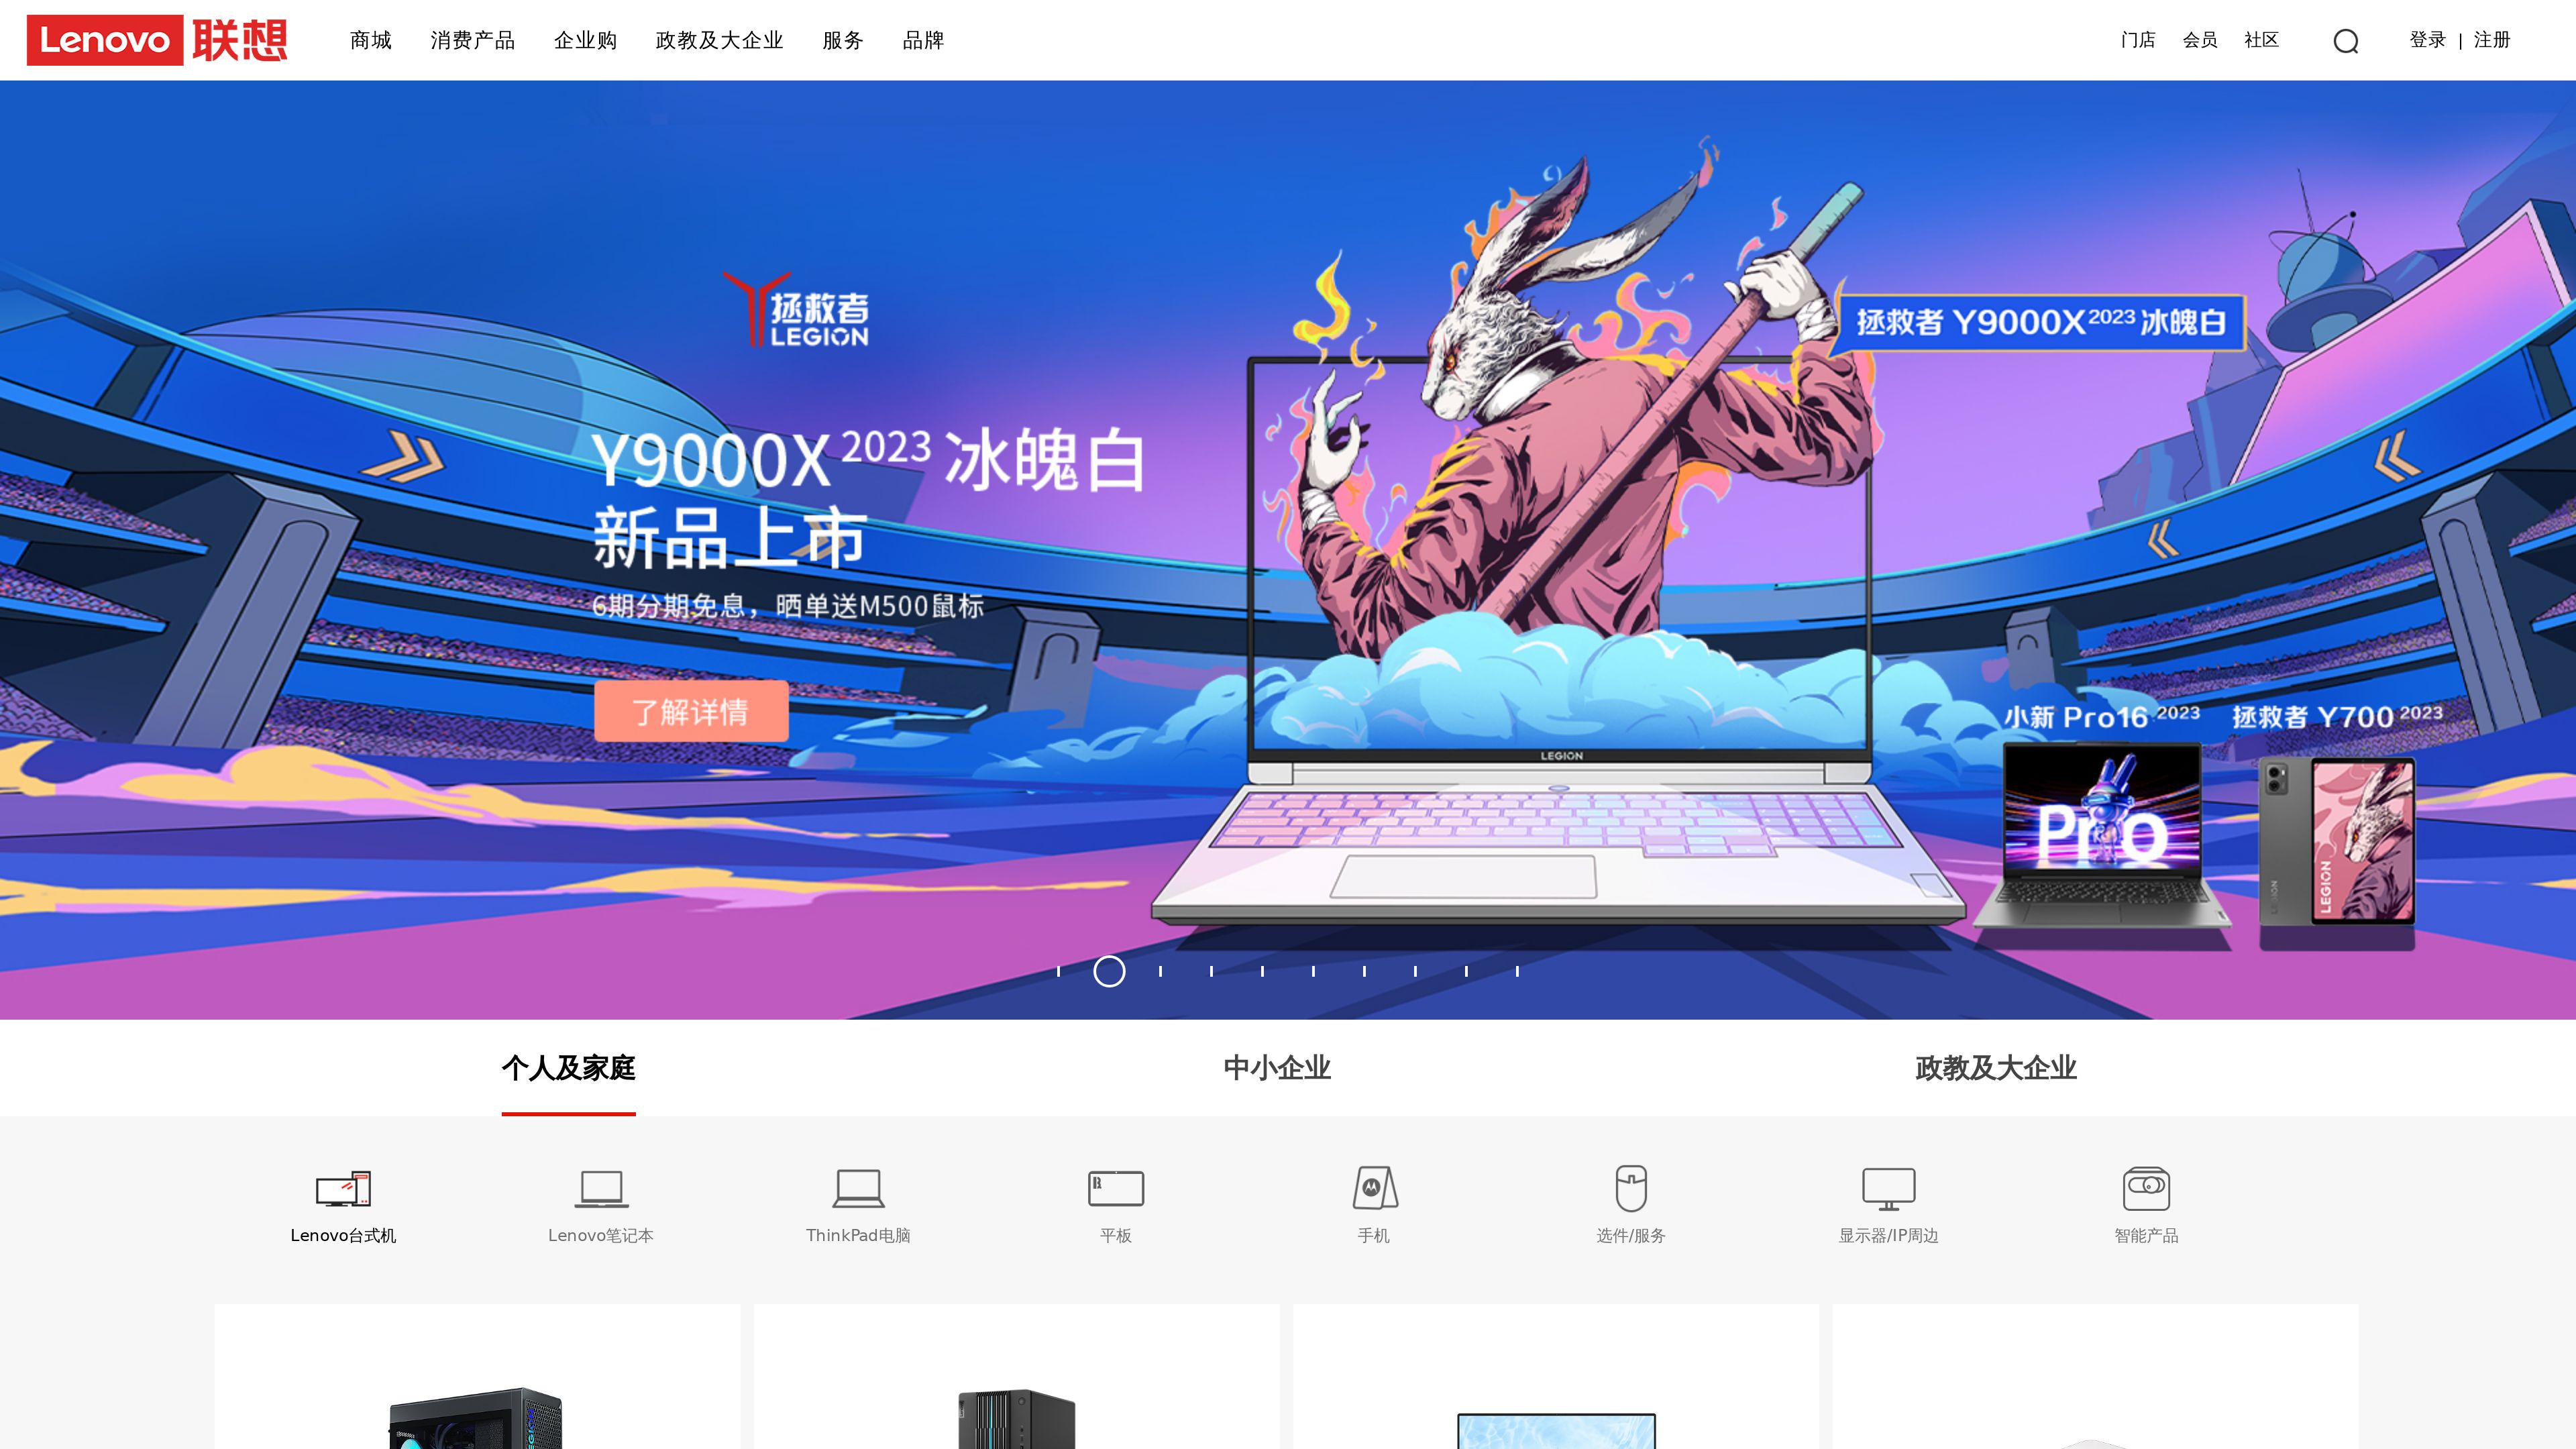 Lenovo 联想
商城 消费产品 企业购 政教及大企业 服务 品牌
门店 会员 社区 登录 | 注册
拯救者
LEGION
拯救者 Y9000X 2023 冰魄白
Y9000X 2023 冰魄白
新品上市
6期分期免息，晒单送M500鼠标
了解详情
LEGION
小新 Pro16 2023 拯救者 Y700 2023
Pro
LEGION
LEGION
个人及家庭 中小企业 政教及大企业
Lenovo台式机 Lenovo笔记本 ThinkPad电脑 平板 手机 选件/服务 显示器/IP周边 智能产品